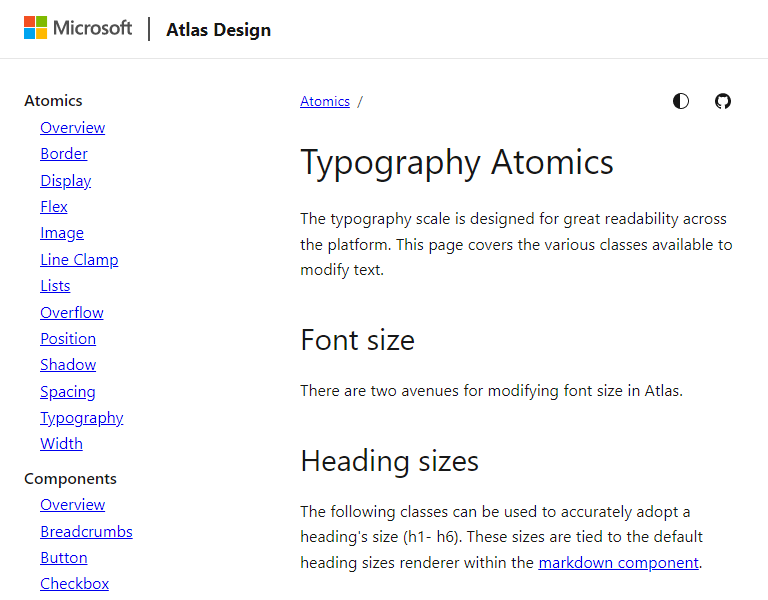 Microsoft | Atlas Design
Atomics
Overview
Border
Display
Flex
Image
Line Clamp
Lists
Overflow
Position
Shadow
Spacing
Typography
Width
Components
Overview
Breadcrumbs
Button
Checkbox
Atomics /
Typography Atomics
The typography scale is designed for great readability across
the platform. This page covers the various classes available to
modify text.
Font size
There are two avenues for modifying font size in Atlas.
Heading sizes
The following classes can be used to accurately adopt a
heading's size (h1- h6). These sizes are tied to the default
heading sizes renderer within the markdown component.